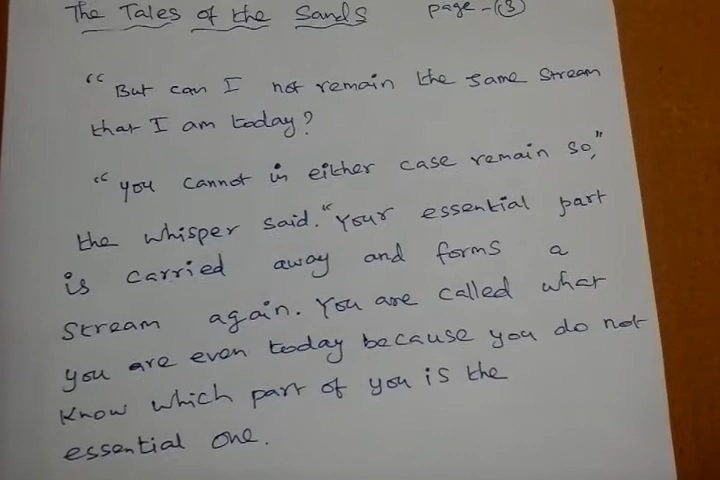 The Tales of the Sands page - 3
"But can I not remain the same stream
that I am today?
"you cannot in either case remain so,"
the whisper said. "Your essential part
is carried away and forms a
stream again. You are called what
you are even today because you do not
know which part of you is the
essential one.